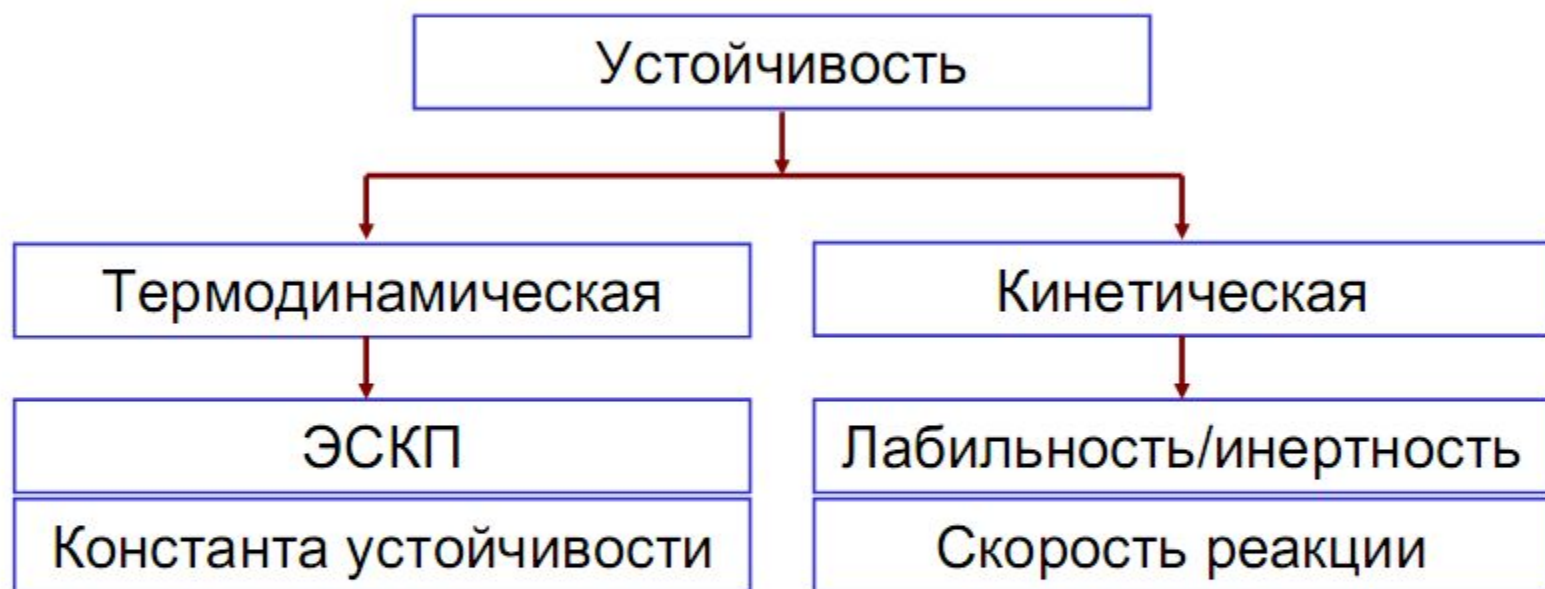 Устойчивость
Термодинамическая
Кинетическая
ЭСКП
Лабильность/инертность
Константа устойчивости
Скорость реакции